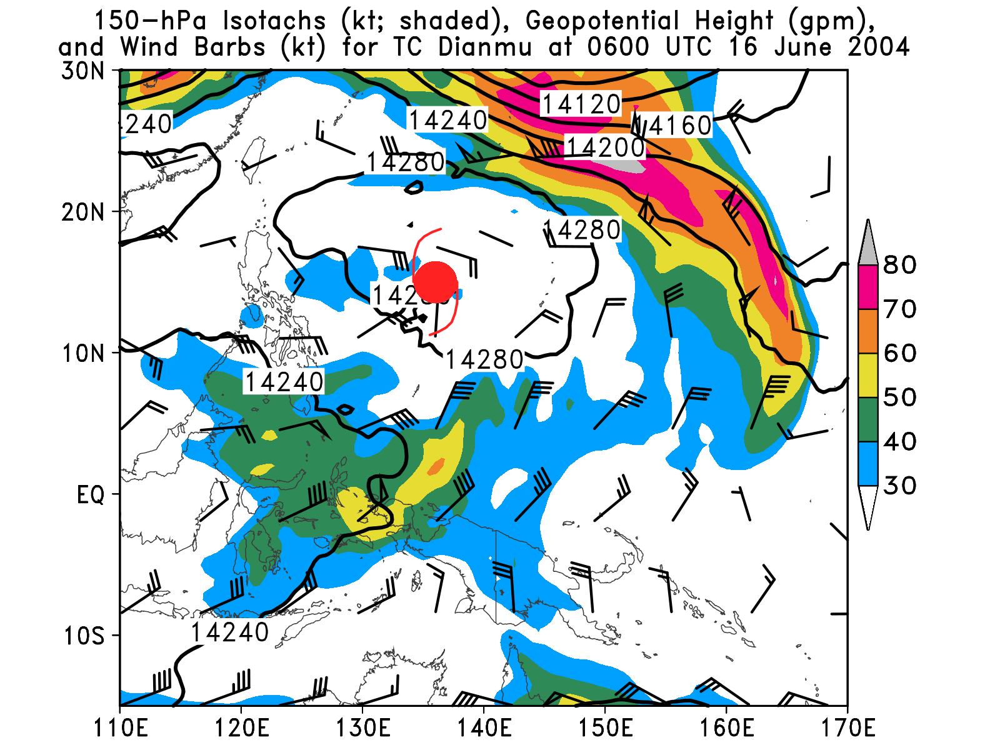 150-hPa Isotachs (kt; shaded), Geopotential Height (gpm),
and Wind Barbs (kt) for TC Dianmu at 0600 UTC 16 June 2004
30N
14120
240
14240
14160
14200
14280
20N
14280
80
70
10N
14280
60
14240
50
40
EQ
30
10S
14240
110E 120E 130E 140E 150E 160E 170E